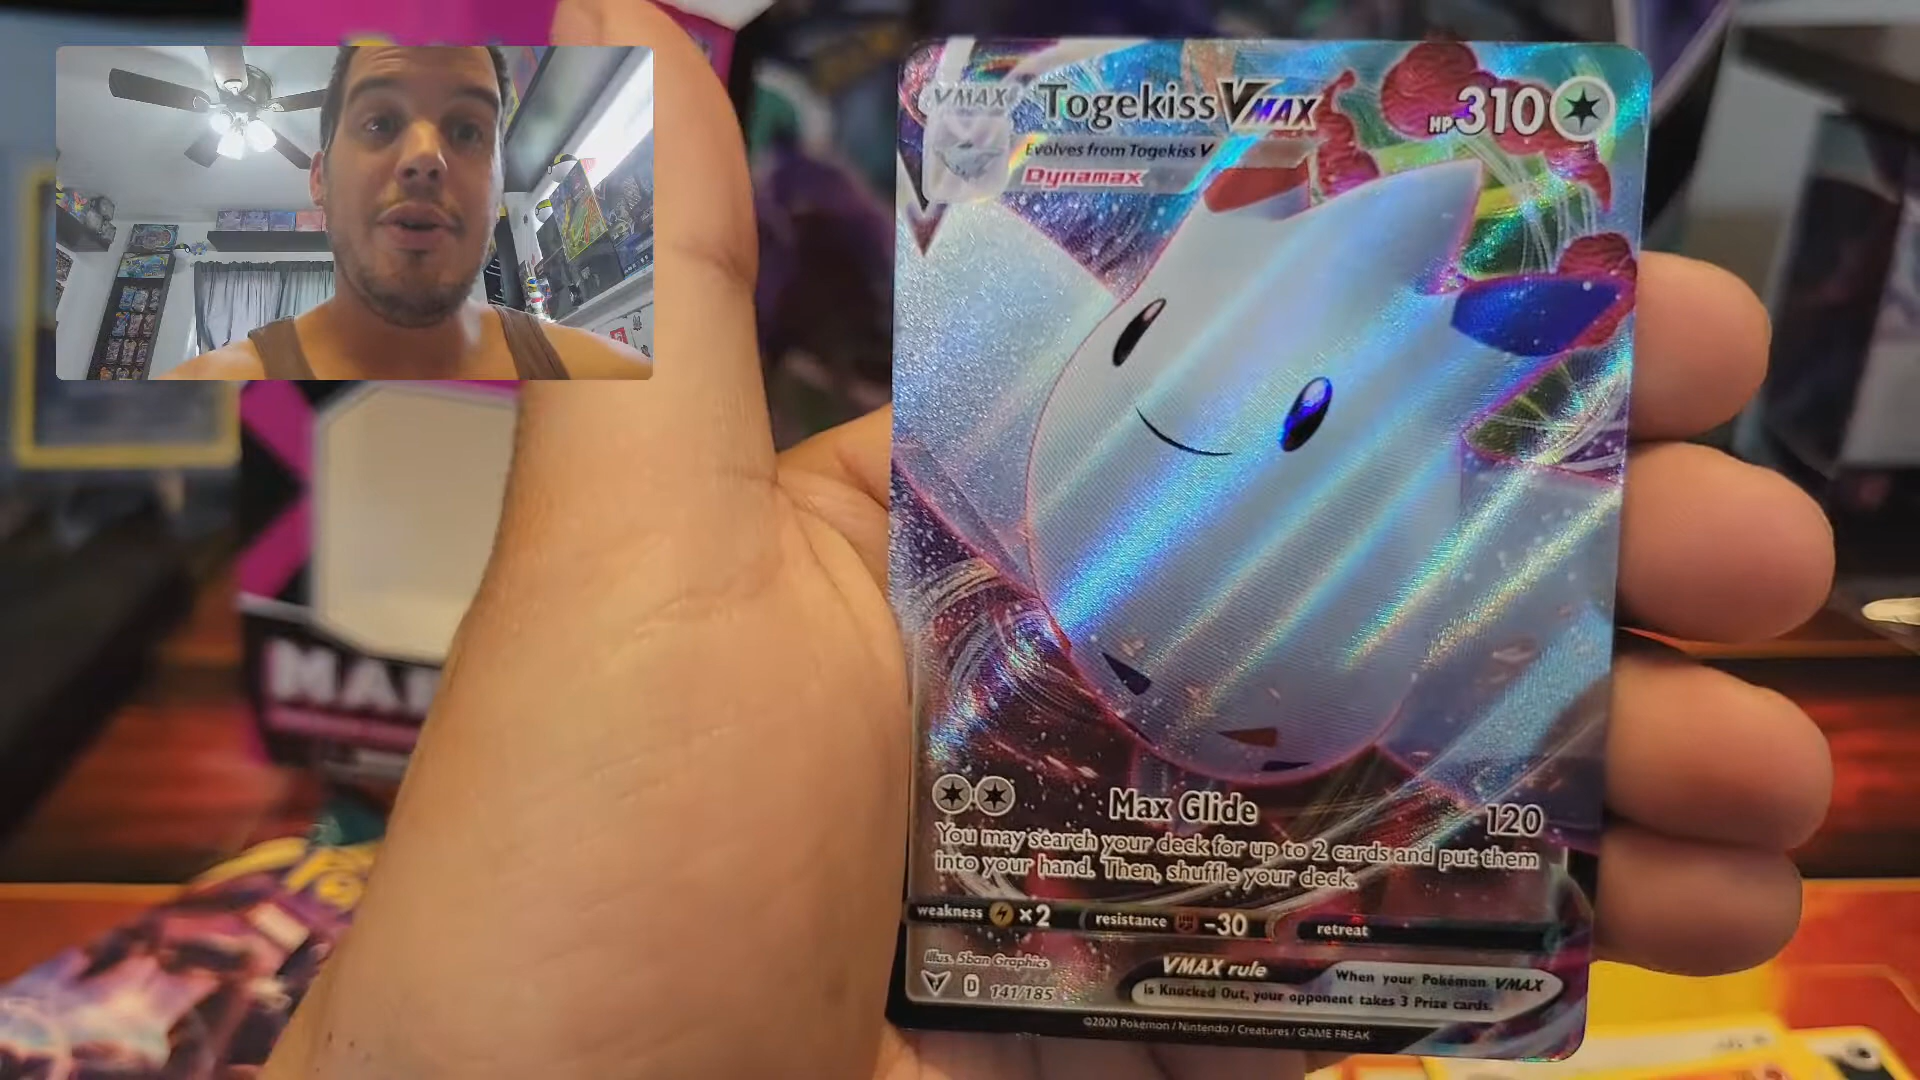 VMAX
Togekiss VMAX
HP 310
Evolves from Togekiss V
Dynamax
MAR
Max Glide 120
You may search your deck for up to 2 cards and put them
into your hand. Then, shuffle your deck.
weakness ×2 resistance -30 retreat
illus. 5ban Graphics
D 141/185
VMAX rule When your Pokémon VMAX
is Knocked Out, your opponent takes 3 Prize cards.
©2020 Pokémon / Nintendo / Creatures / GAME FREAK